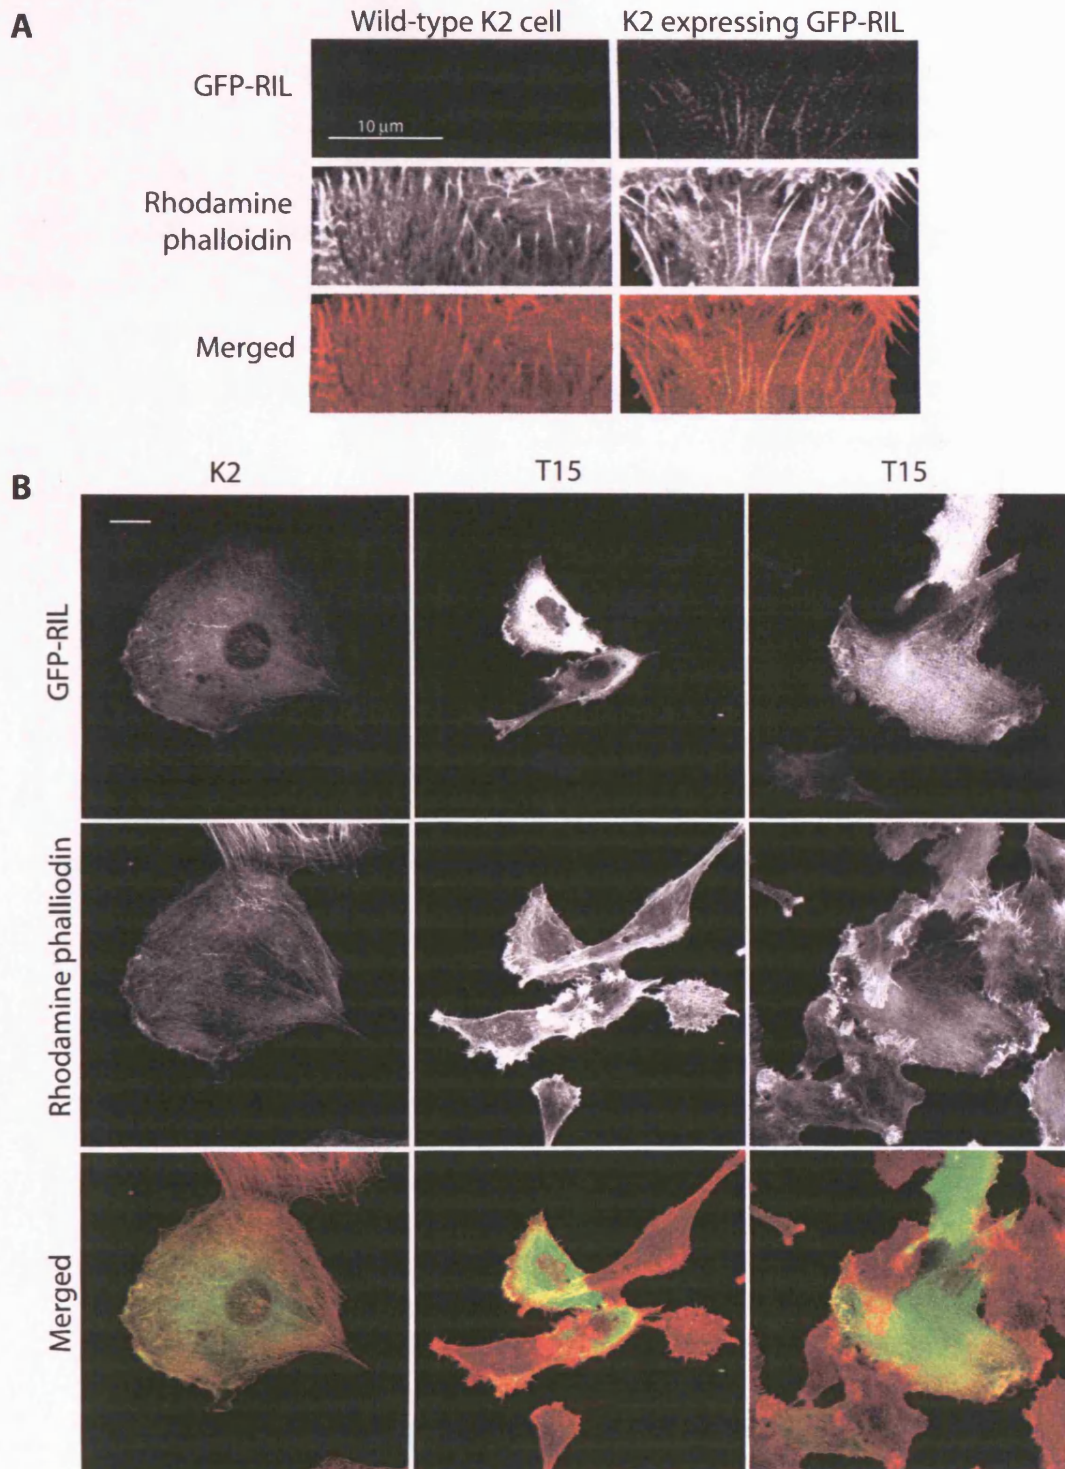 A
Wild-type K2 cell
K2 expressing GFP-RIL
GFP-RIL
10 µm
Rhodamine
phalloidin
Merged
B
K2
T15
T15
GFP-RIL
Rhodamine phalliodin
Merged